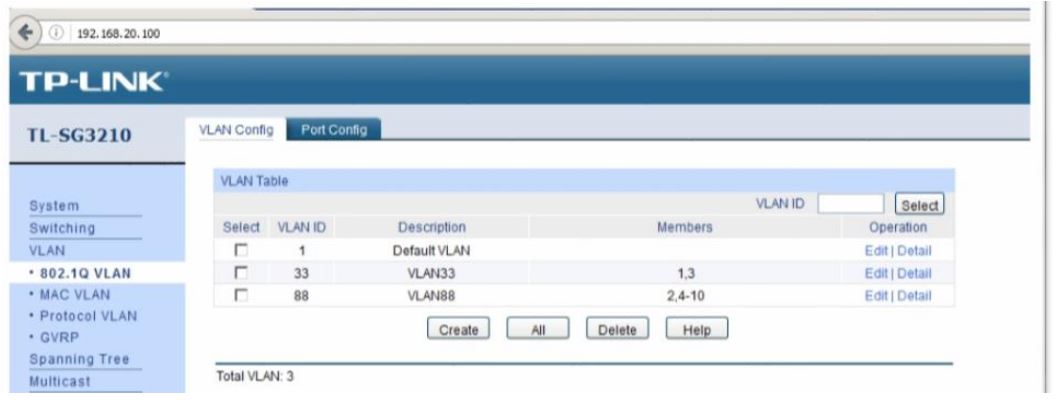 192.168.20.100
TP-LINK®
TL-SG3210
VLAN Config Port Config
System
Switching
VLAN
• 802.1Q VLAN
• MAC VLAN
• Protocol VLAN
• GVRP
Spanning Tree
Multicast
VLAN Table
VLAN ID Select
Select VLAN ID Description Members Operation
1 Default VLAN Edit | Detail
33 VLAN33 1,3 Edit | Detail
88 VLAN88 2,4-10 Edit | Detail
Create All Delete Help
Total VLAN: 3